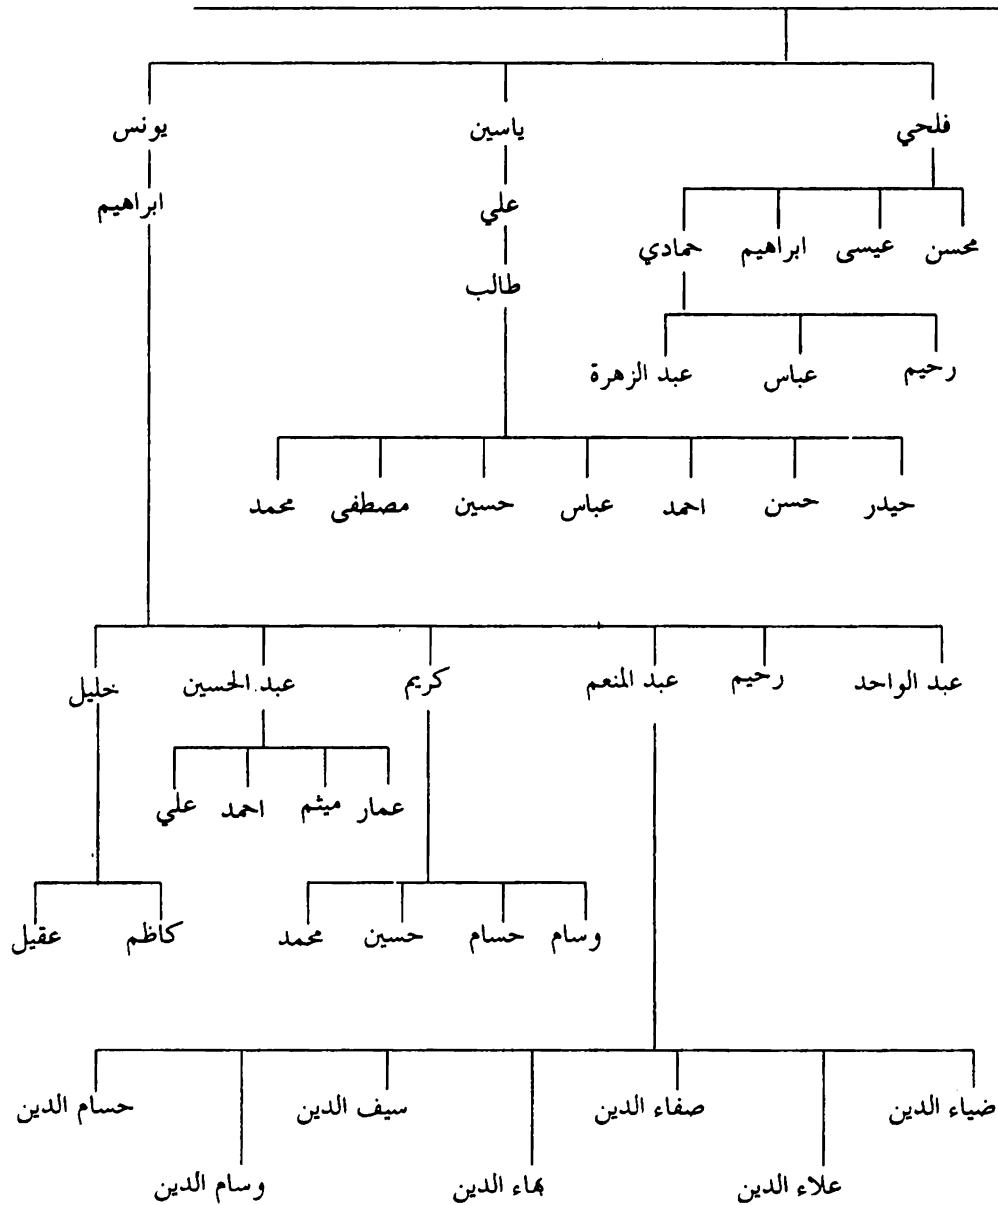 فلحي ياسين يونس
علي ابراهيم
محسن عيسى ابراهيم حمادي
طالب
رحيم عباس عبد الزهرة
حيدر حسن احمد عباس حسين مصطفى محمد
عبد الواحد رحيم عبد المنعم كريم عبد الحسين خليل
عمار ميثم احمد علي
وسام حسام حسين محمد كاظم عقيل
ضياء الدين صفاء الدين سيف الدين حسام الدين
علاء الدين بهاء الدين وسام الدين